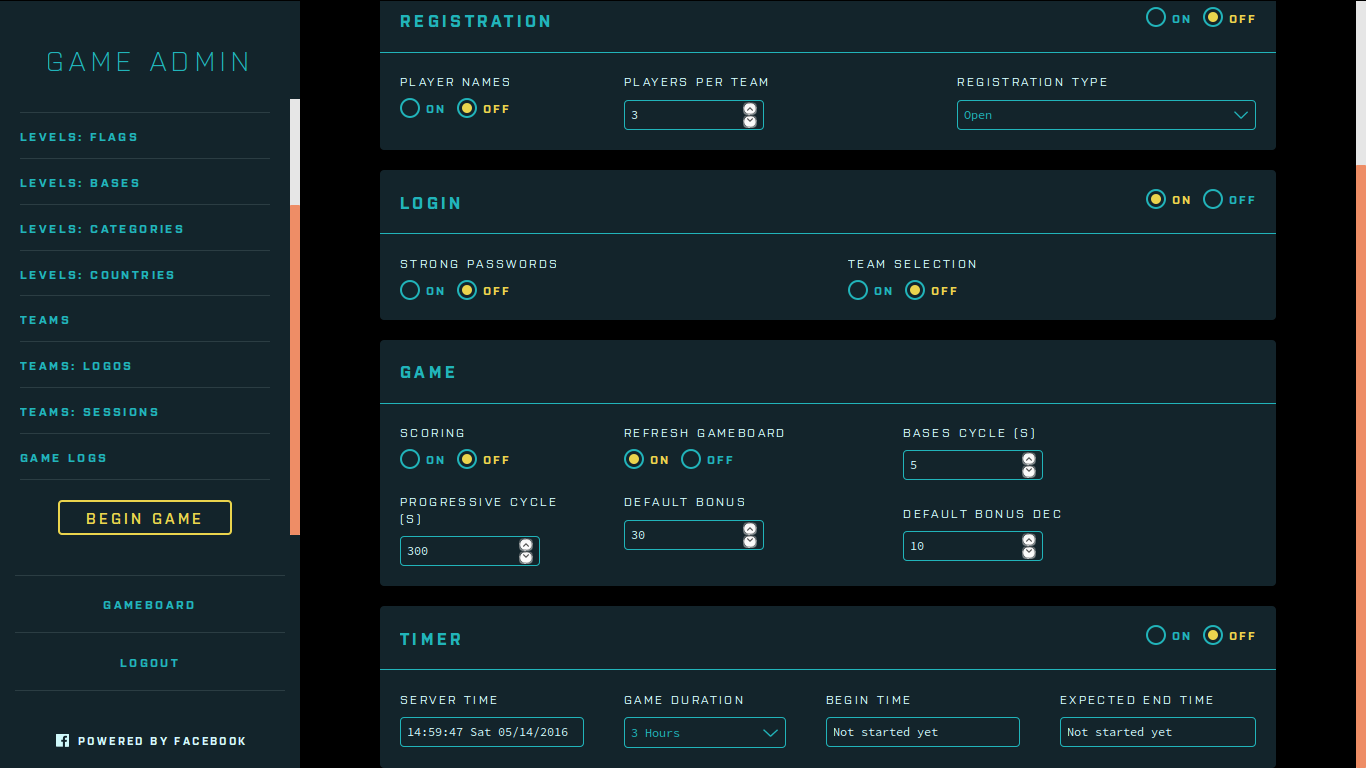 GAME ADMIN
LEVELS: FLAGS
LEVELS: BASES
LEVELS: CATEGORIES
LEVELS: COUNTRIES
TEAMS
TEAMS: LOGOS
TEAMS: SESSIONS
GAME LOGS
BEGIN GAME
GAMEBOARD
LOGOUT
POWERED BY FACEBOOK
REGISTRATION
ON OFF
PLAYER NAMES
ON OFF
PLAYERS PER TEAM
3
REGISTRATION TYPE
Open
LOGIN
ON OFF
STRONG PASSWORDS
ON OFF
TEAM SELECTION
ON OFF
GAME
SCORING
ON OFF
REFRESH GAMEBOARD
ON OFF
BASES CYCLE (S)
5
PROGRESSIVE CYCLE
(S)
300
DEFAULT BONUS
30
DEFAULT BONUS DEC
10
TIMER
ON OFF
SERVER TIME
14:59:47 Sat 05/14/2016
GAME DURATION
3 Hours
BEGIN TIME
Not started yet
EXPECTED END TIME
Not started yet